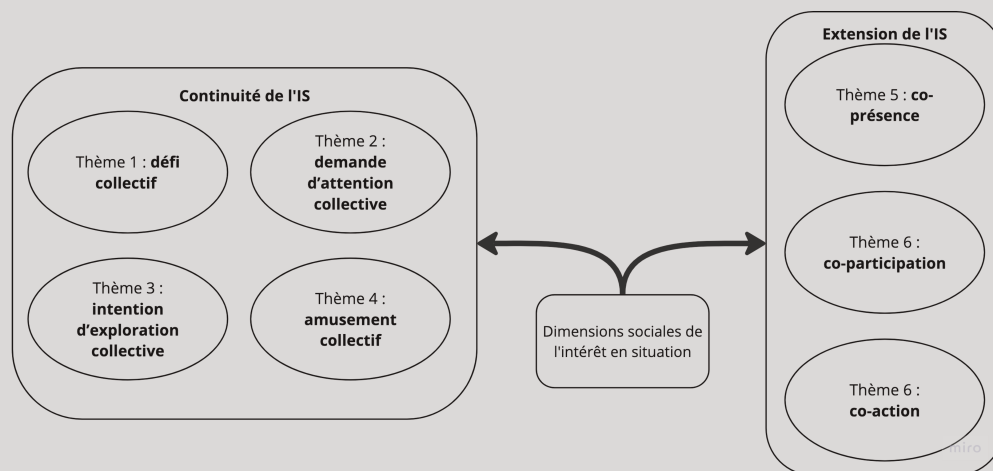 Continuité de l'IS
Thème 1 : défi
collectif
Thème 2 :
demande
d’attention
collective
Thème 3 :
intention
d’exploration
collective
Thème 4 :
amusement
collectif
Dimensions sociales de
l'intérêt en situation
Extension de l'IS
Thème 5 : co-
présence
Thème 6 :
co-participation
Thème 6 :
co-action
miro